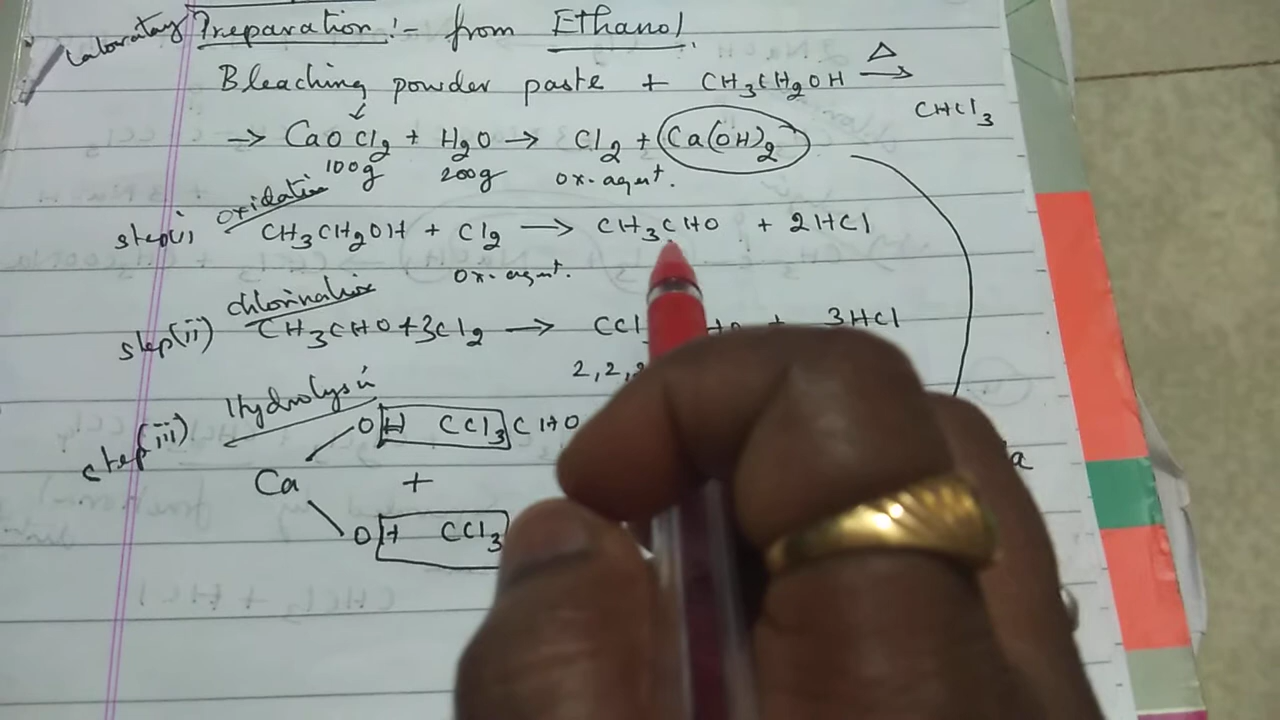 Laboratory Preparation :- from Ethanol.
Bleaching powder paste + CH3CH2OH →Δ
CHCl3
→ CaOCl2 + H2O → Cl2 + Ca(OH)2
100g 200g ox. agent.
oxidation
step(i) CH3CH2OH + Cl2 → CH3CHO + 2HCl
ox. agent.
chlorination
step(ii) CH3CHO + 3Cl2 → CCl + 3HCl
2, 2,
Hydrolysis
step(iii) OH CCl3 CHO
Ca +
OH CCl3